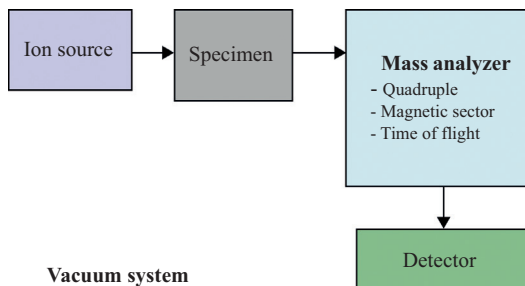 Ion source
Specimen
Mass analyzer
- Quadruple
- Magnetic sector
- Time of flight
Detector
Vacuum system